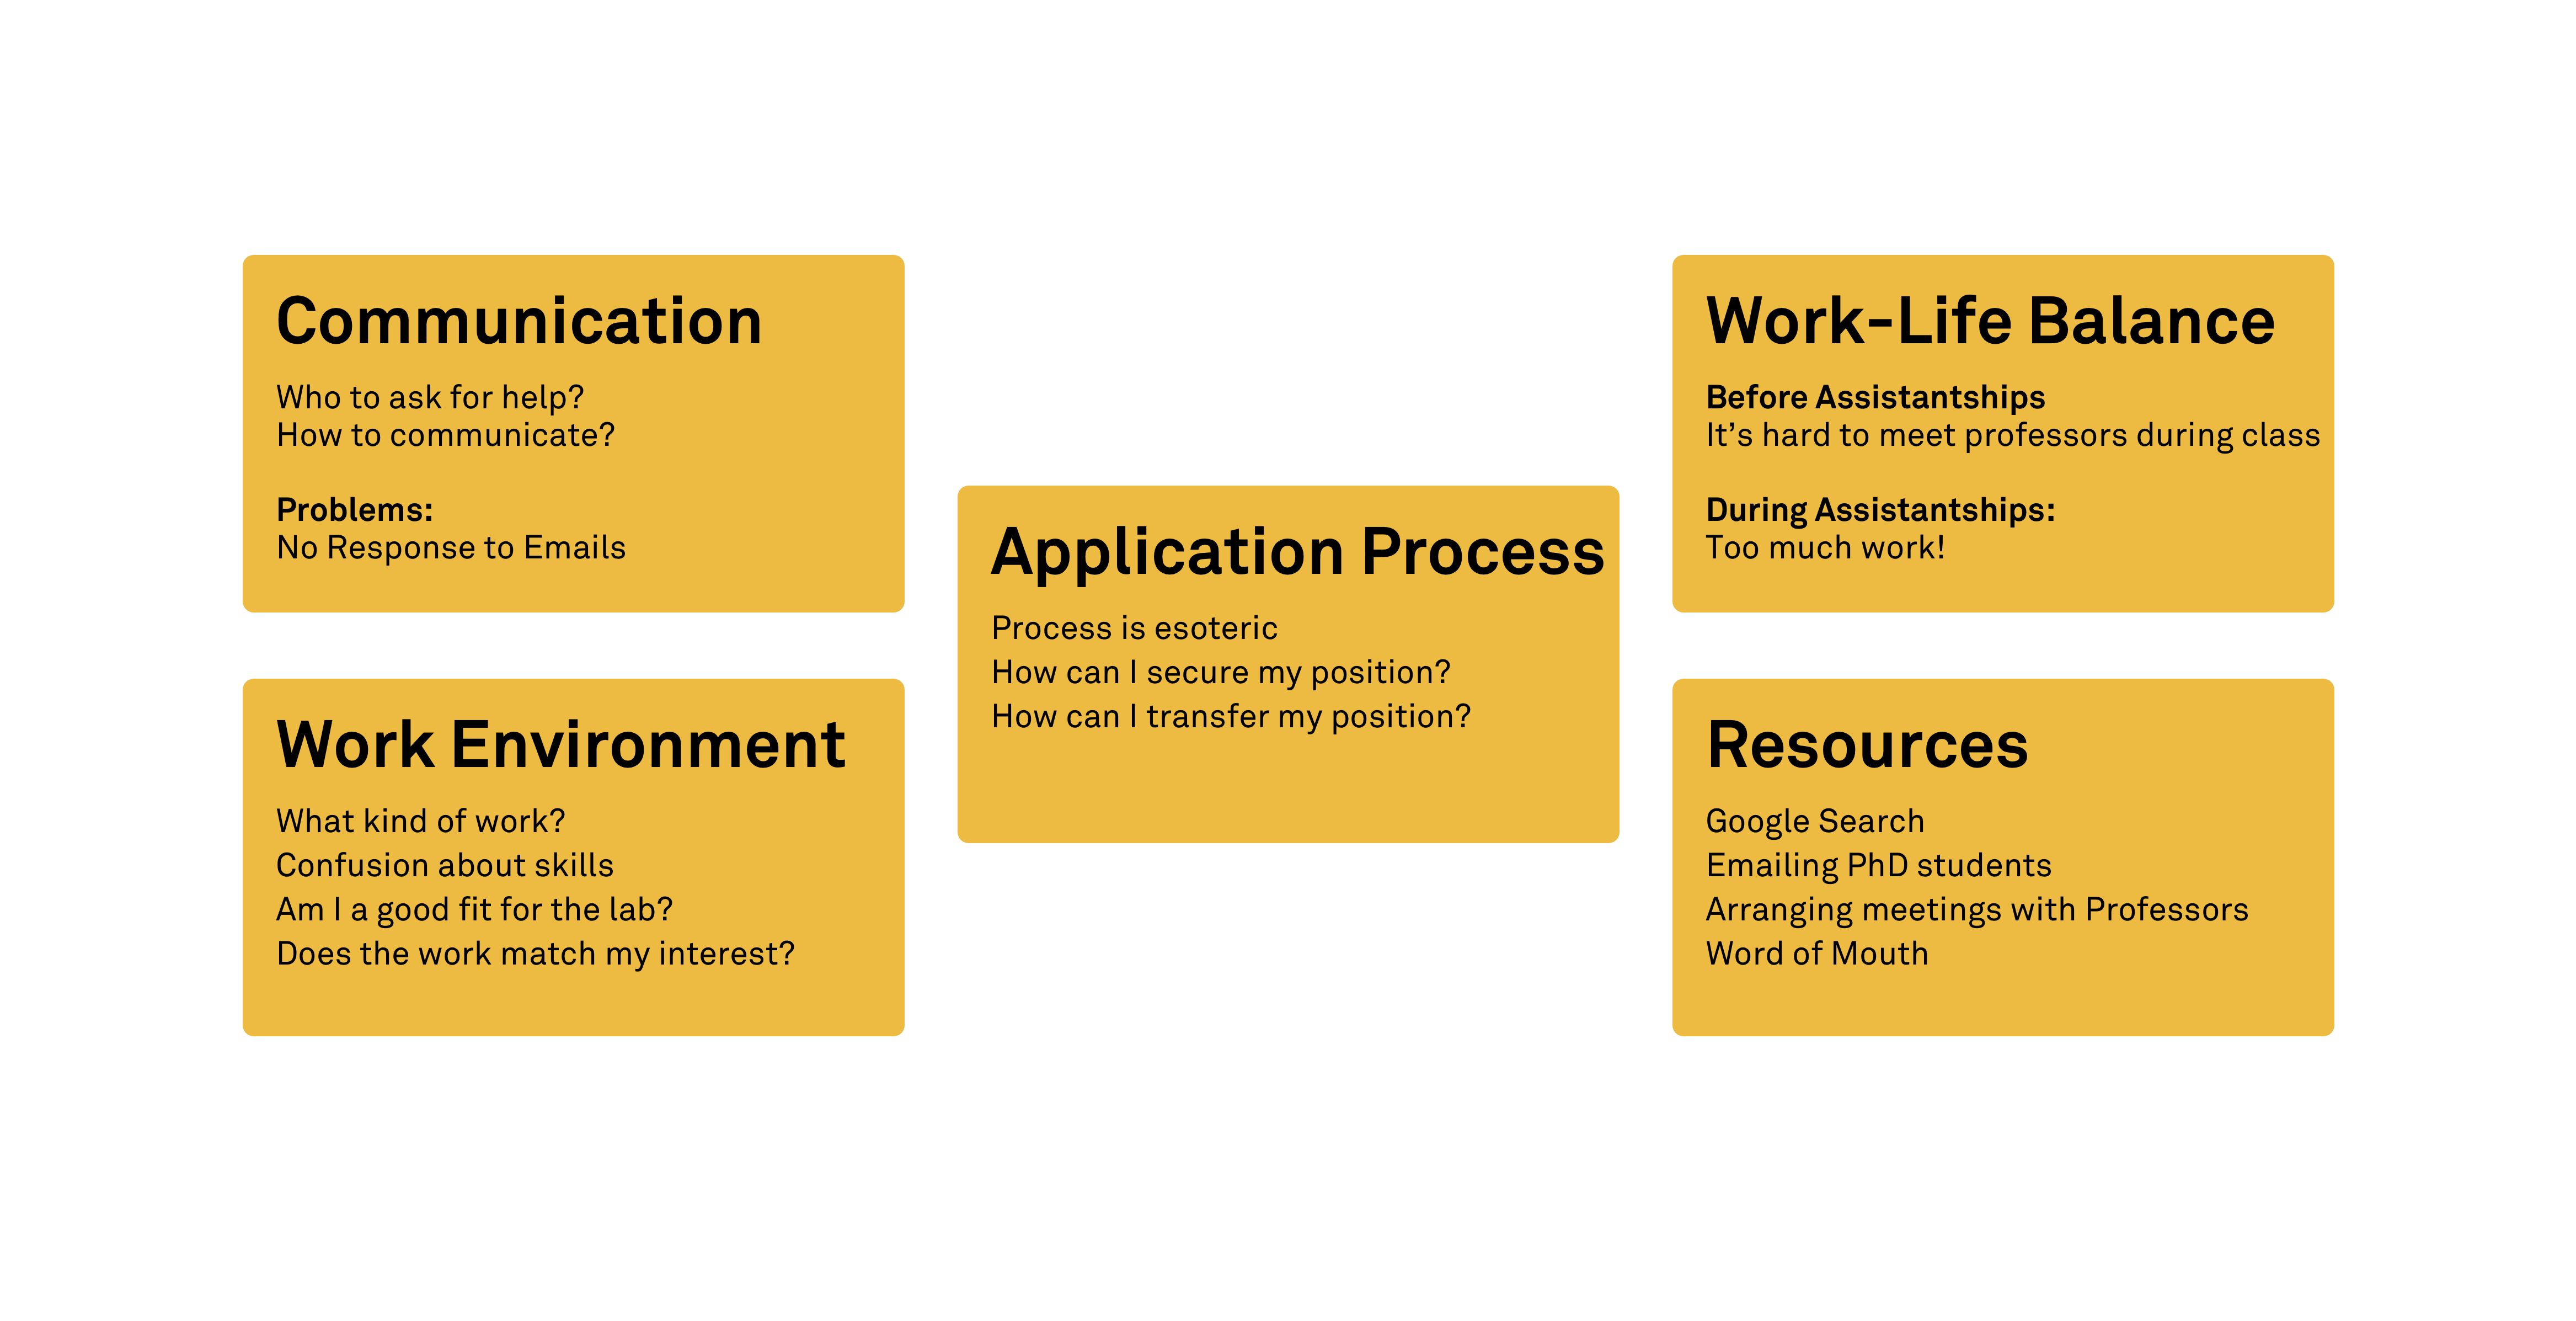 Communication
Who to ask for help?
How to communicate?
Problems:
No Response to Emails
Work Environment
What kind of work?
Confusion about skills
Am I a good fit for the lab?
Does the work match my interest?
Application Process
Process is esoteric
How can I secure my position?
How can I transfer my position?
Work-Life Balance
Before Assistantships
It’s hard to meet professors during class
During Assistantships:
Too much work!
Resources
Google Search
Emailing PhD students
Arranging meetings with Professors
Word of Mouth